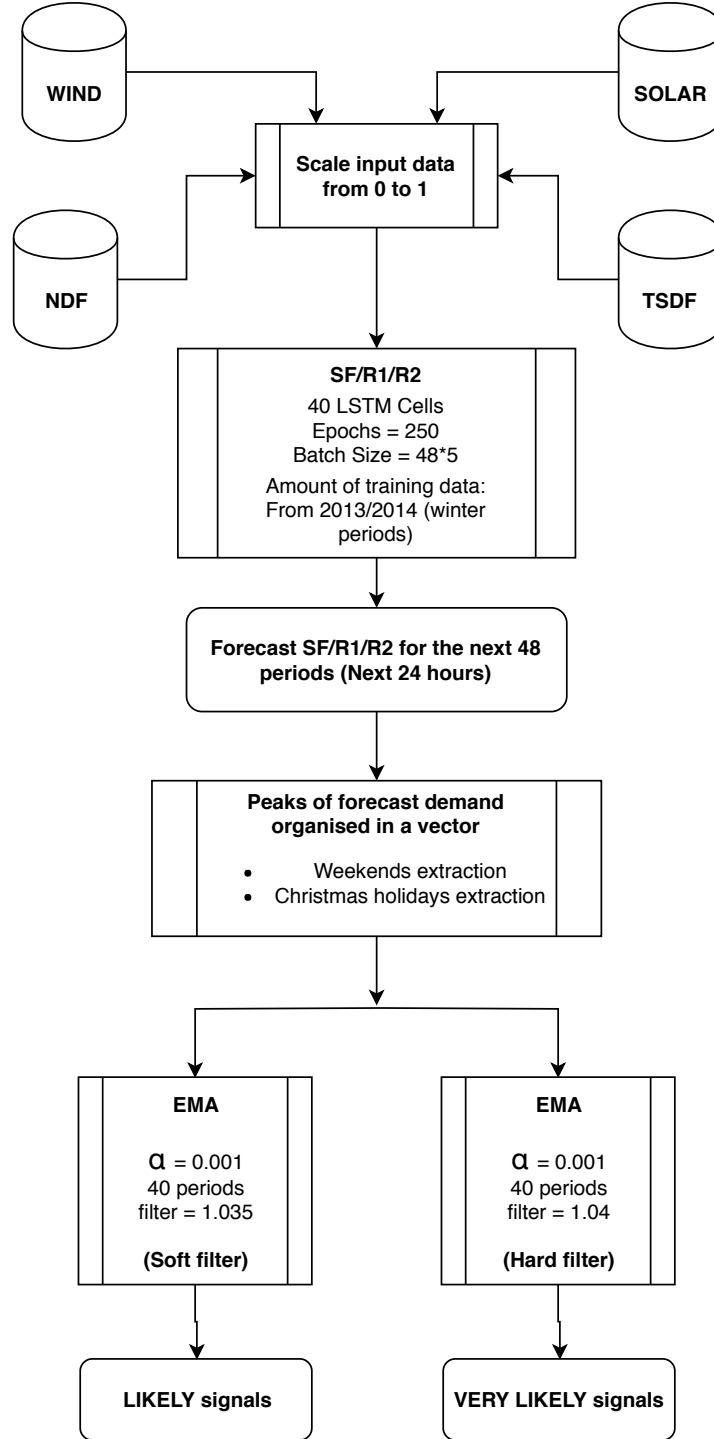 WIND
SOLAR
Scale input data
from 0 to 1
NDF
TSDF
SF/R1/R2
40 LSTM Cells
Epochs = 250
Batch Size = 48*5
Amount of training data:
From 2013/2014 (winter
periods)
Forecast SF/R1/R2 for the next 48
periods (Next 24 hours)
Peaks of forecast demand
organised in a vector
• Weekends extraction
• Christmas holidays extraction
EMA
α = 0.001
40 periods
filter = 1.035
(Soft filter)
EMA
α = 0.001
40 periods
filter = 1.04
(Hard filter)
LIKELY signals
VERY LIKELY signals